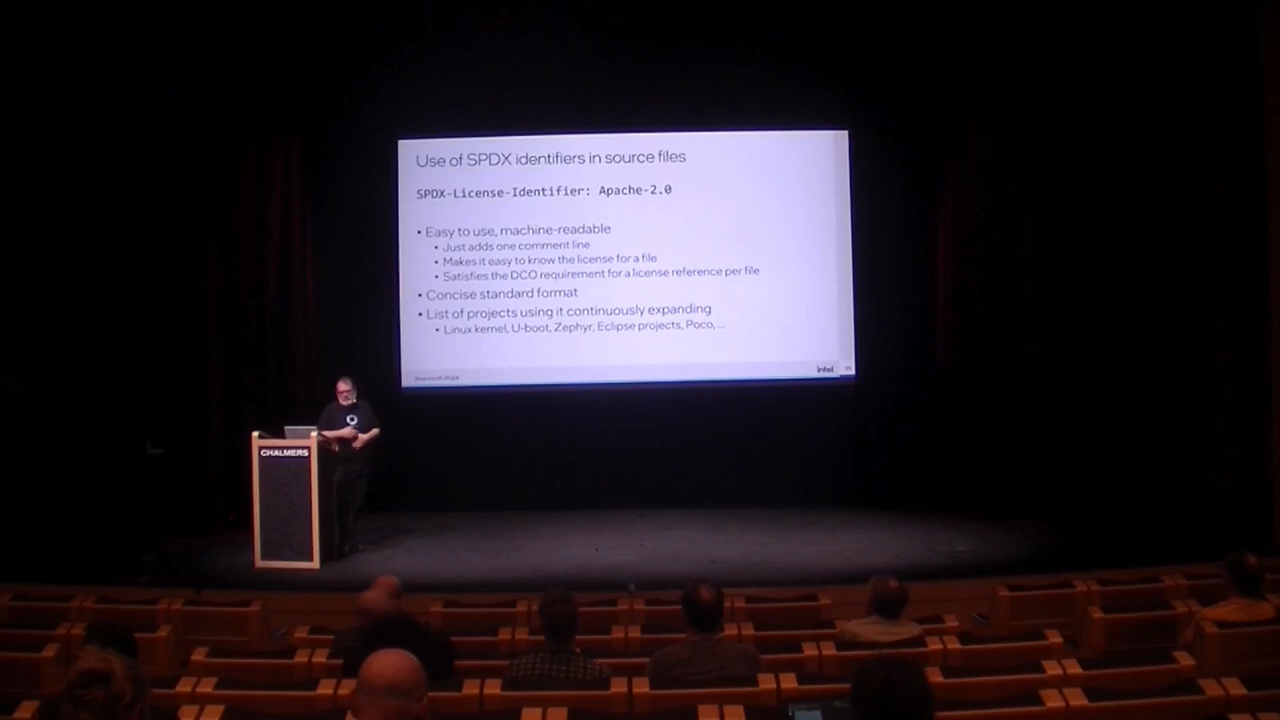 Use of SPDX identifiers in source files
SPDX-License-Identifier: Apache-2.0
• Easy to use, machine-readable
• Just adds one comment line
• Makes it easy to know the license for a file
• Satisfies the DCO requirement for a license reference per file
• Concise standard format
• List of projects using it continuously expanding
• Linux kernel, U-boot, Zephyr, Eclipse projects, Poco, ...
intel
CHALMERS